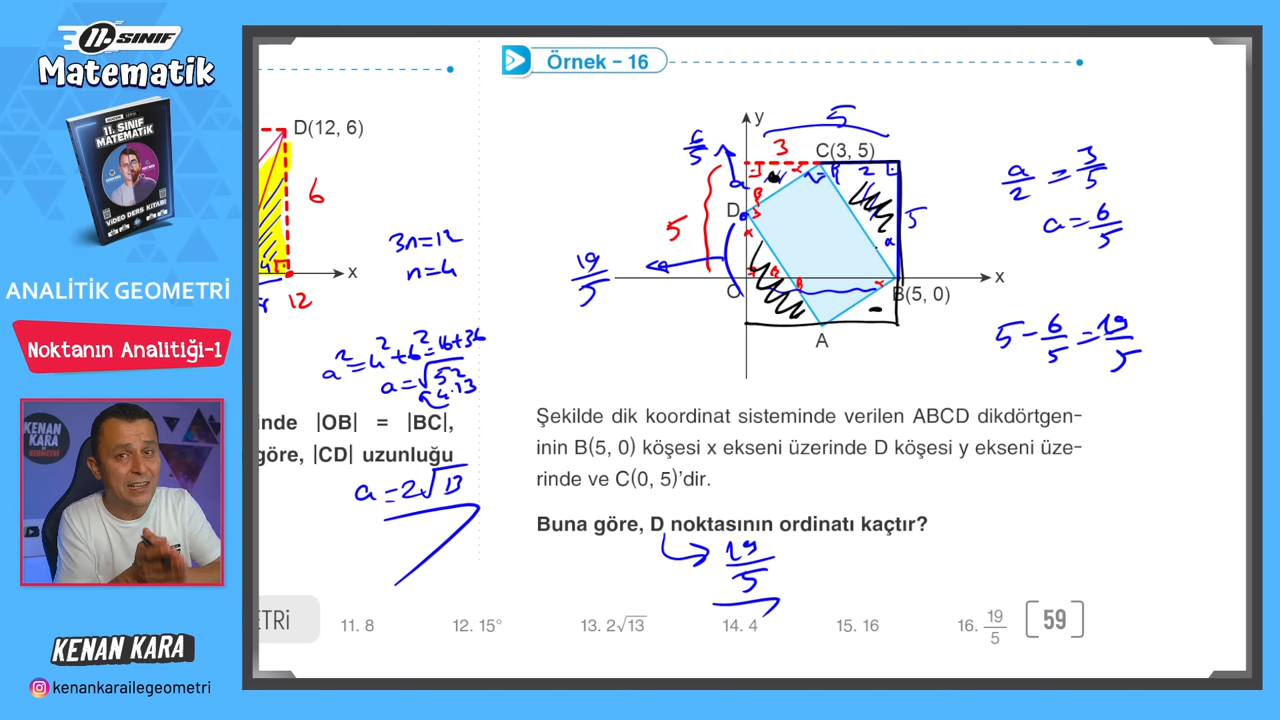 11. SINIF
Matematik
11. SINIF
MATEMATİK
VİDEO DERS KİTABI
ANALİTİK GEOMETRİ
Noktanın Analitiği-1
KENAN KARA
kenankarailegeometri
D(12, 6)
6
x
12
3n=12
n=4
a²=4²+6²=16+36
a=√52
4.13
inde |OB| = |BC|,
göre, |CD| uzunluğu
a=2√13
Örnek – 16
y
5
6/5
3
C(3, 5)
a
2
D
5
5
19/5
O
x
B(5, 0)
A
a/2 = 3/5
a=6/5
5-6/5=19/5
Şekilde dik koordinat sisteminde verilen ABCD dikdörtgen-
inin B(5, 0) köşesi x ekseni üzerinde D köşesi y ekseni üze-
rinde ve C(0, 5)'dir.
Buna göre, D noktasının ordinatı kaçtır?
19/5
ETRİ
11. 8 12. 15° 13. 2√13 14. 4 15. 16 16. 19/5 [59]